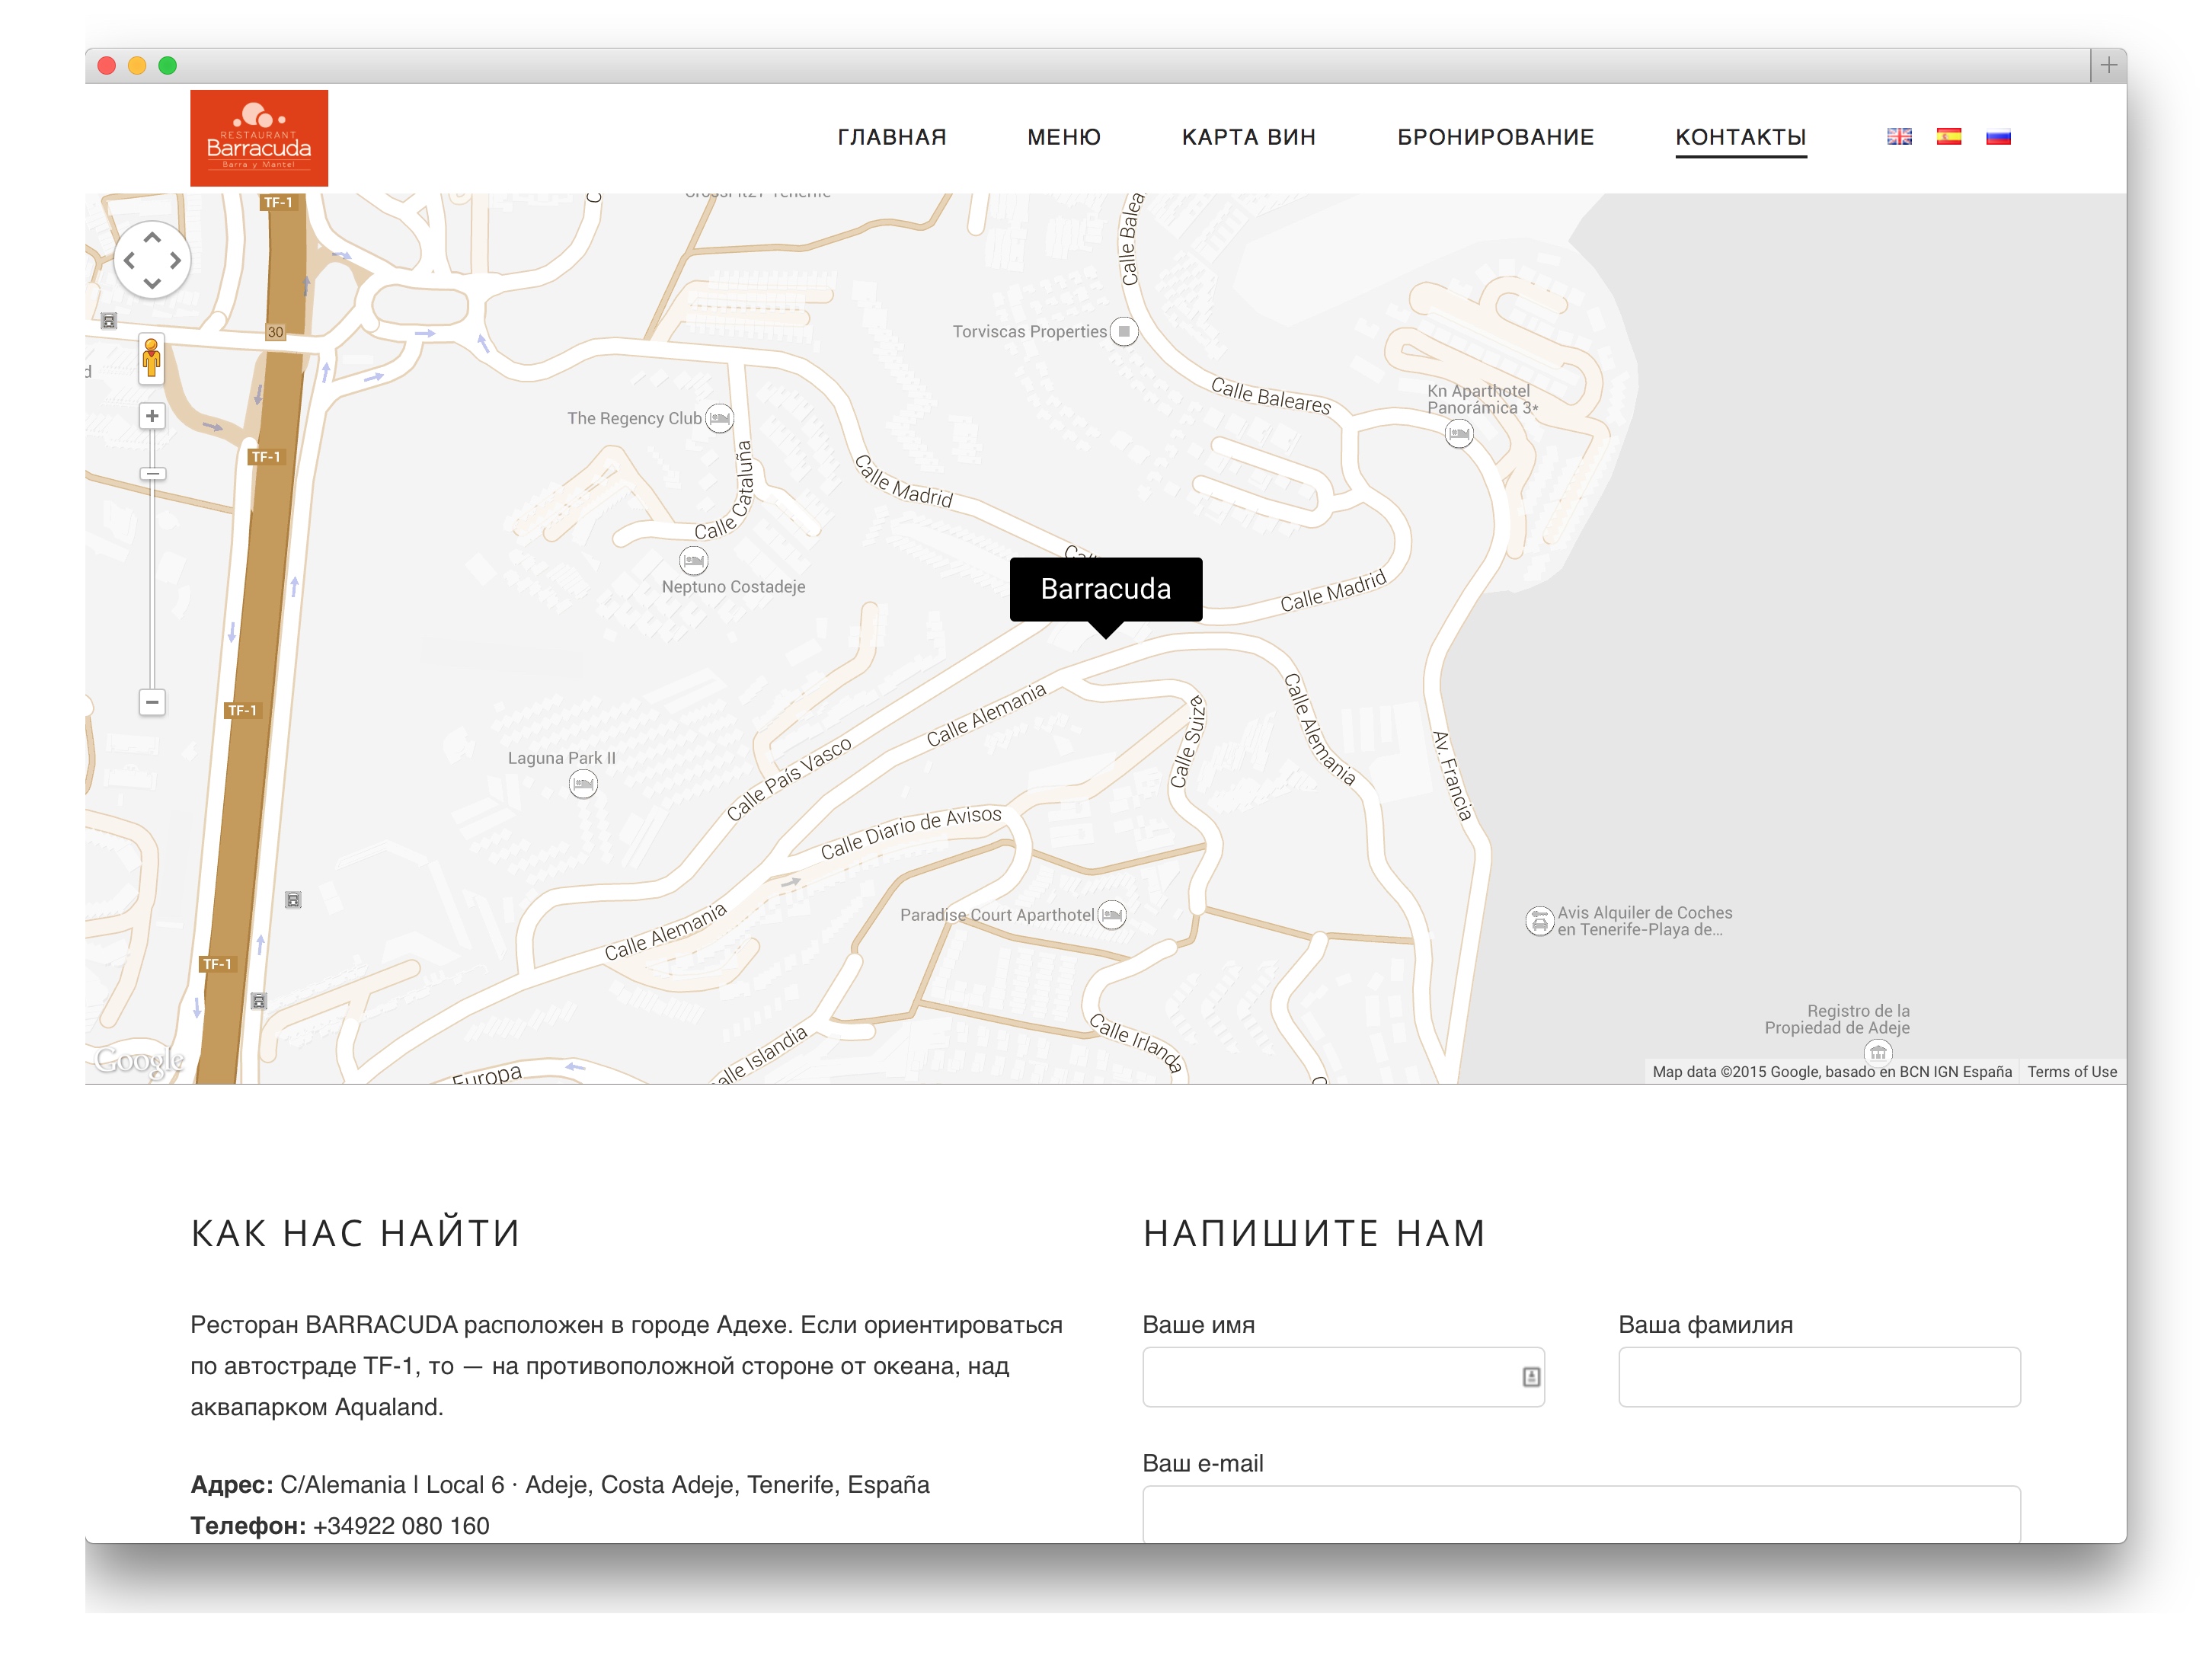 RESTAURANT
Barracuda
Barra y Mantel
ГЛАВНАЯ
МЕНЮ
КАРТА ВИН
БРОНИРОВАНИЕ
КОНТАКТЫ
TF-1
Calle Baleares
30
Torviscas Properties
Calle Baleares
Kn Aparthotel
Panorámica 3*
The Regency Club
TF-1
Calle Cataluña
Calle Madrid
Neptuno Costadeje
Barracuda
Calle Madrid
Calle Alemania
Calle Suiza
Calle Alemania
TF-1
Av. Francia
Laguna Park II
Calle País Vasco
Calle Diario de Avisos
Paradise Court Aparthotel
Calle Alemania
Avis Alquiler de Coches
en Tenerife-Playa de...
TF-1
Registro de la
Propiedad de Adeje
Calle Irlanda
alle Islandia
Europa
Google
Map data ©2015 Google, basado en BCN IGN España
Terms of Use
КАК НАС НАЙТИ
Ресторан BARRACUDA расположен в городе Адехе. Если ориентироваться
по автостраде TF-1, то — на противоположной стороне от океана, над
аквапарком Aqualand.
Адрес: C/Alemania | Local 6 · Adeje, Costa Adeje, Tenerife, España
Телефон: +34922 080 160
НАПИШИТЕ НАМ
Ваше имя
Ваша фамилия
Ваш e-mail